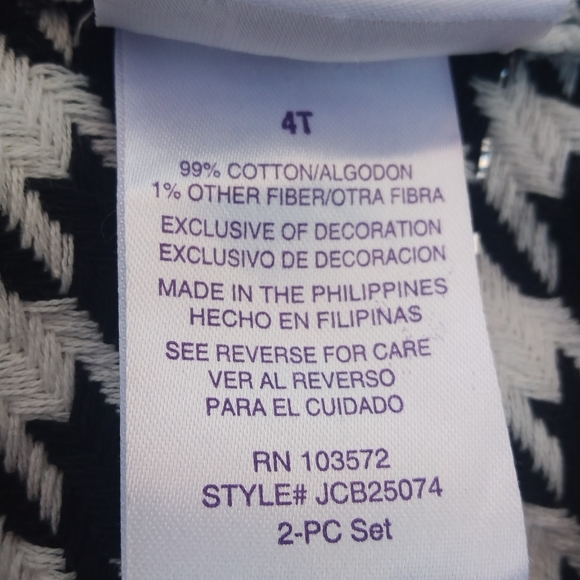 4T
99% COTTON/ALGODON
1% OTHER FIBER/OTRA FIBRA
EXCLUSIVE OF DECORATION
EXCLUSIVO DE DECORACION
MADE IN THE PHILIPPINES
HECHO EN FILIPINAS
SEE REVERSE FOR CARE
VER AL REVERSO
PARA EL CUIDADO
RN 103572
STYLE# JCB25074
2-PC Set